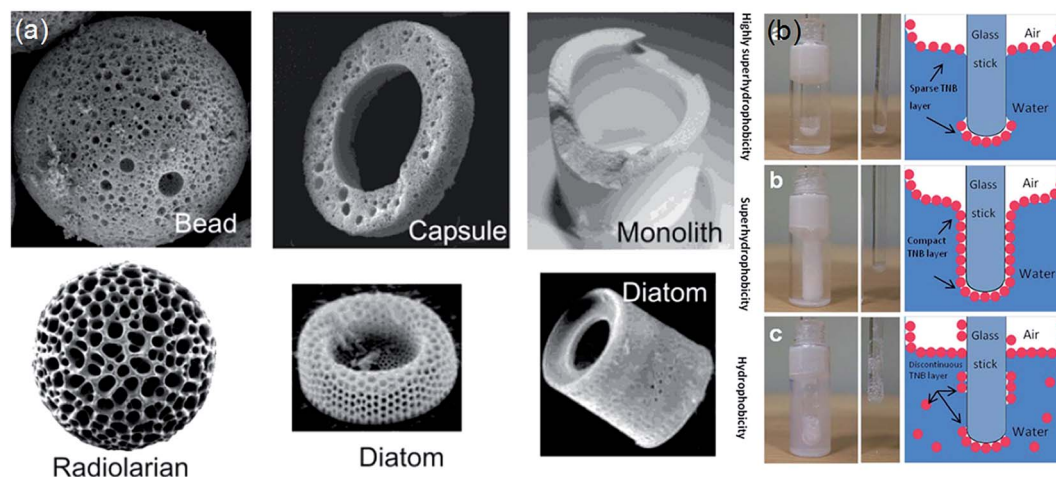 (a)
Bead
Capsule
Monolith
Radiolarian
Diatom
Diatom
(b)
Highly superhydrophobicity
Glass
stick
Air
Sparse TNB
layer
Water
b
Superhydrophobicity
Glass
stick
Air
Compact
TNB layer
Water
c
Hydrophobicity
Glass
stick
Air
Discontinuous
TNB layer
Water